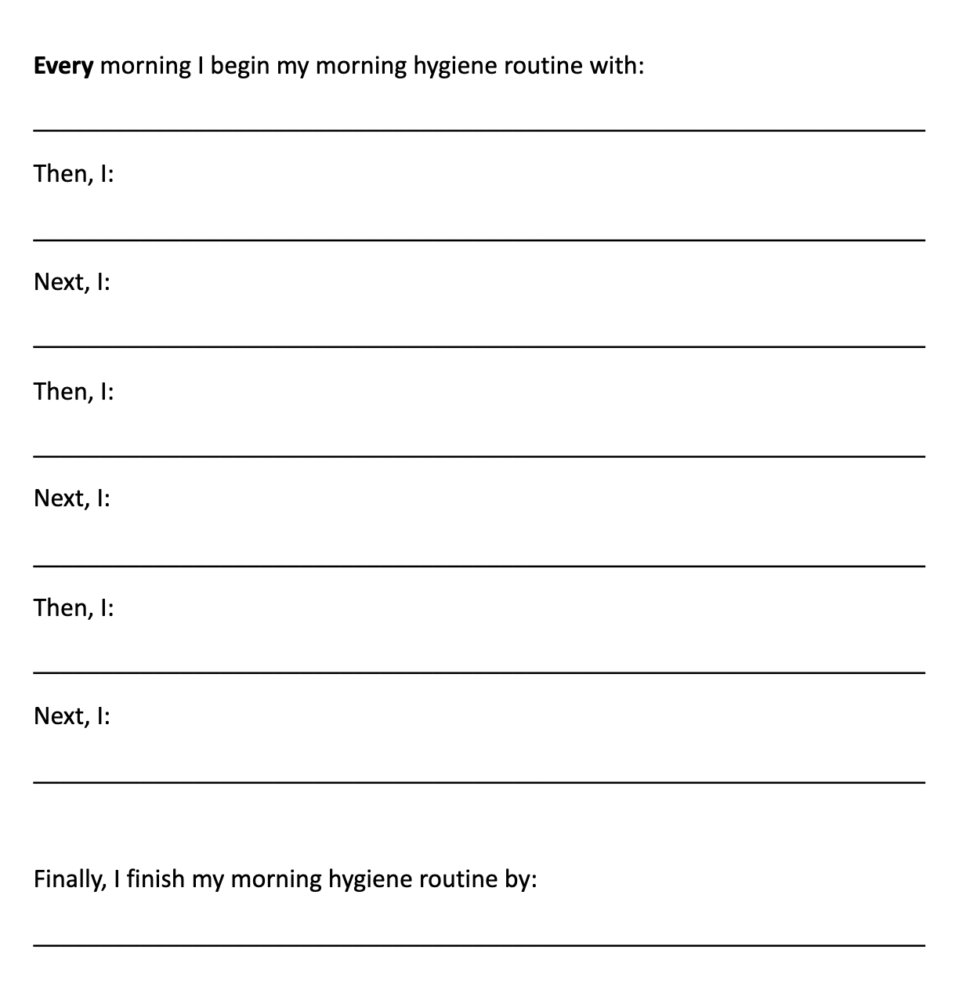 Every morning I begin my morning hygiene routine with:
Then, I:
Next, I:
Then, I:
Next, I:
Then, I:
Next, I:
Finally, I finish my morning hygiene routine by: